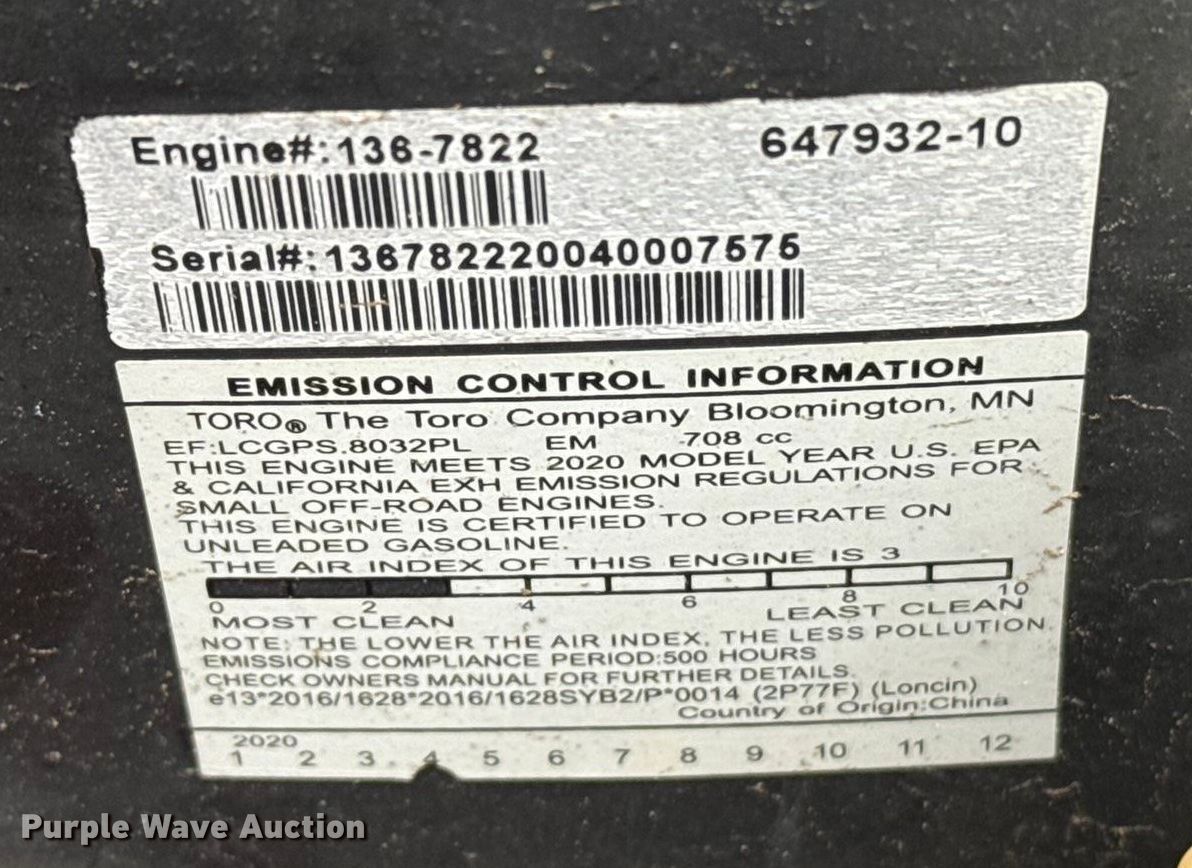 Engine#:136-7822 647932-10
Serial#:136782220040007575
EMISSION CONTROL INFORMATION
TORO® The Toro Company Bloomington, MN
EF:LCGPS.8032PL EM 708 cc
THIS ENGINE MEETS 2020 MODEL YEAR U.S. EPA
& CALIFORNIA EXH EMISSION REGULATIONS FOR
SMALL OFF-ROAD ENGINES.
THIS ENGINE IS CERTIFIED TO OPERATE ON
UNLEADED GASOLINE.
THE AIR INDEX OF THIS ENGINE IS 3
0 2 4 6 8 10
MOST CLEAN LEAST CLEAN
NOTE: THE LOWER THE AIR INDEX, THE LESS POLLUTION.
EMISSIONS COMPLIANCE PERIOD:500 HOURS
CHECK OWNERS MANUAL FOR FURTHER DETAILS.
e13*2016/1628*2016/1628SYB2/P*0014 (2P77F) (Loncin)
Country of Origin:China
2020
1 2 3 4 5 6 7 8 9 10 11 12
Purple Wave Auction